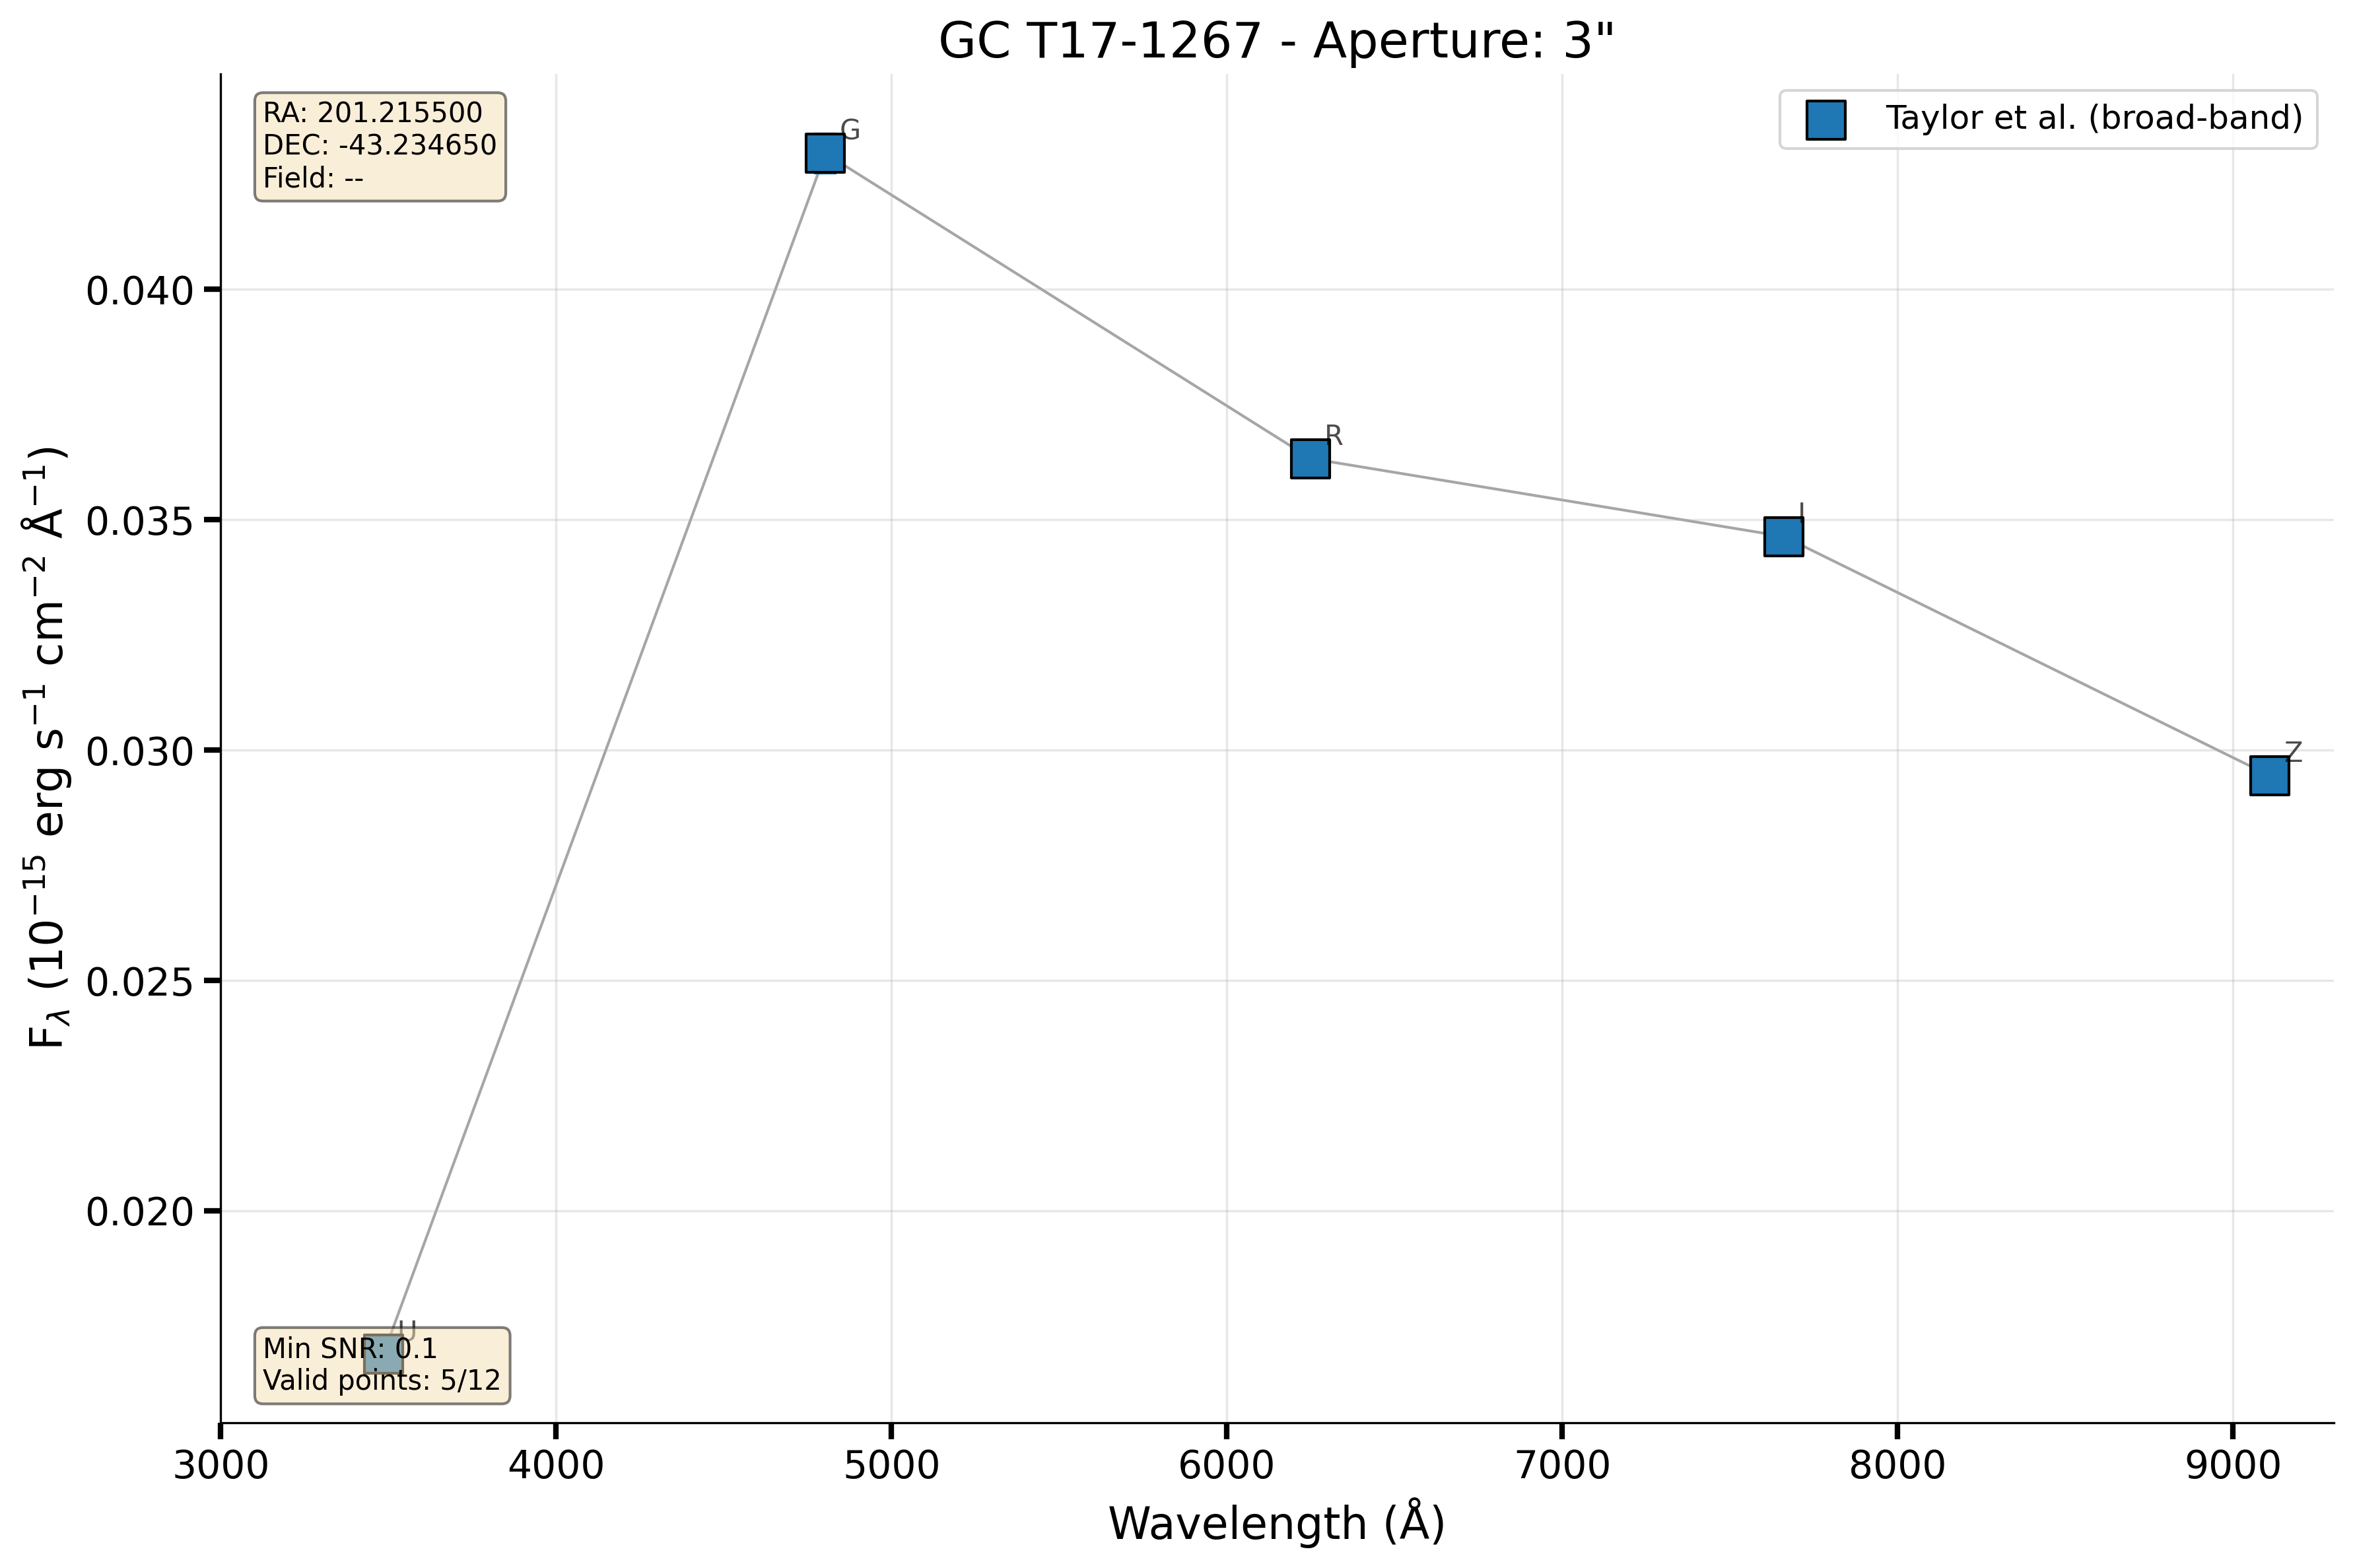 GC T17-1267 - Aperture: 3"
RA: 201.215500
DEC: -43.234650
Field: --
Taylor et al. (broad-band)
G
R
I
Z
U
Min SNR: 0.1
Valid points: 5/12
0.040
0.035
0.030
0.025
0.020
F_λ (10⁻¹⁵ erg s⁻¹ cm⁻² Å⁻¹)
3000 4000 5000 6000 7000 8000 9000
Wavelength (Å)